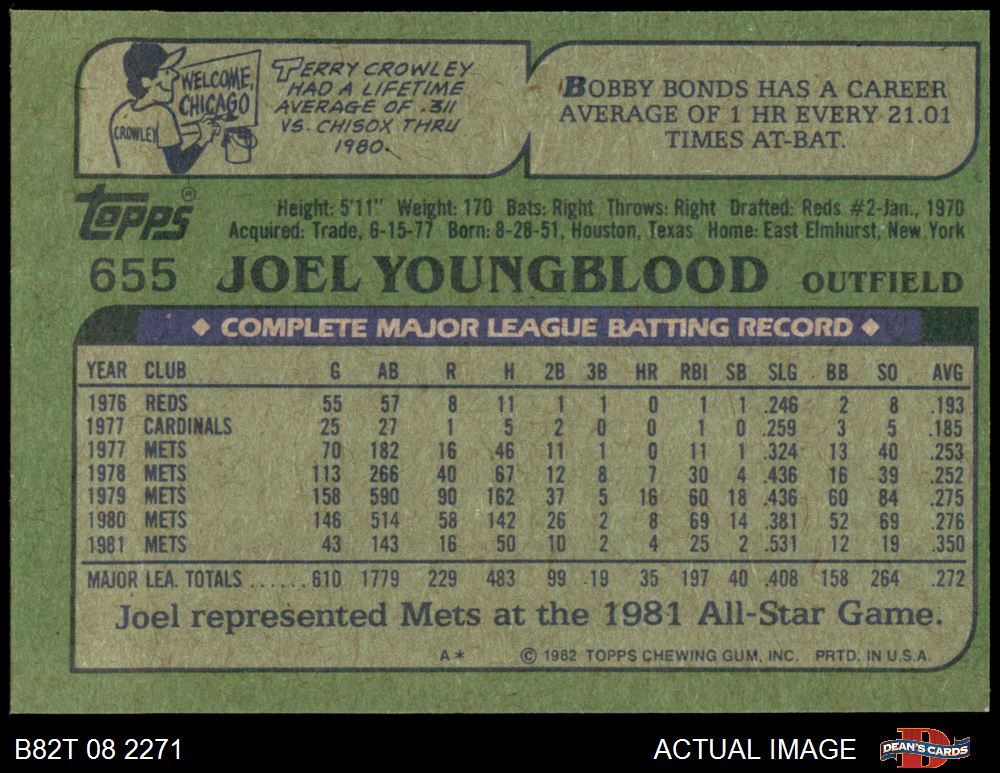 WELCOME,
CHICAGO
CROWLEY
TERRY CROWLEY
HAD A LIFETIME
AVERAGE OF .311
VS. CHISOX THRU
1980.
BOBBY BONDS HAS A CAREER
AVERAGE OF 1 HR EVERY 21.01
TIMES AT-BAT.
TOPPS®
Height: 5'11" Weight: 170 Bats: Right Throws: Right Drafted: Reds #2-Jan., 1970
Acquired: Trade, 6-15-77 Born: 8-28-51, Houston, Texas Home: East Elmhurst, New York
655 JOEL YOUNGBLOOD OUTFIELD
◆ COMPLETE MAJOR LEAGUE BATTING RECORD ◆
YEAR CLUB G AB R H 2B 3B HR RBI SB SLG BB SO AVG
1976 REDS 55 57 8 11 1 1 0 1 1 .246 2 8 .193
1977 CARDINALS 25 27 1 5 2 0 0 1 0 .259 3 5 .185
1977 METS 70 182 16 46 11 1 0 11 1 .324 13 40 .253
1978 METS 113 266 40 67 12 8 7 30 4 .436 16 39 .252
1979 METS 158 590 90 162 37 5 16 60 18 .436 60 84 .275
1980 METS 146 514 58 142 26 2 8 69 14 .381 52 69 .276
1981 METS 43 143 16 50 10 2 4 25 2 .531 12 19 .350
MAJOR LEA. TOTALS ......610 1779 229 483 99 19 35 197 40 .408 158 264 .272
Joel represented Mets at the 1981 All-Star Game.
A* © 1982 TOPPS CHEWING GUM, INC. PRTD. IN U.S.A.
B82T 08 2271 ACTUAL IMAGE DEAN'S CARDS